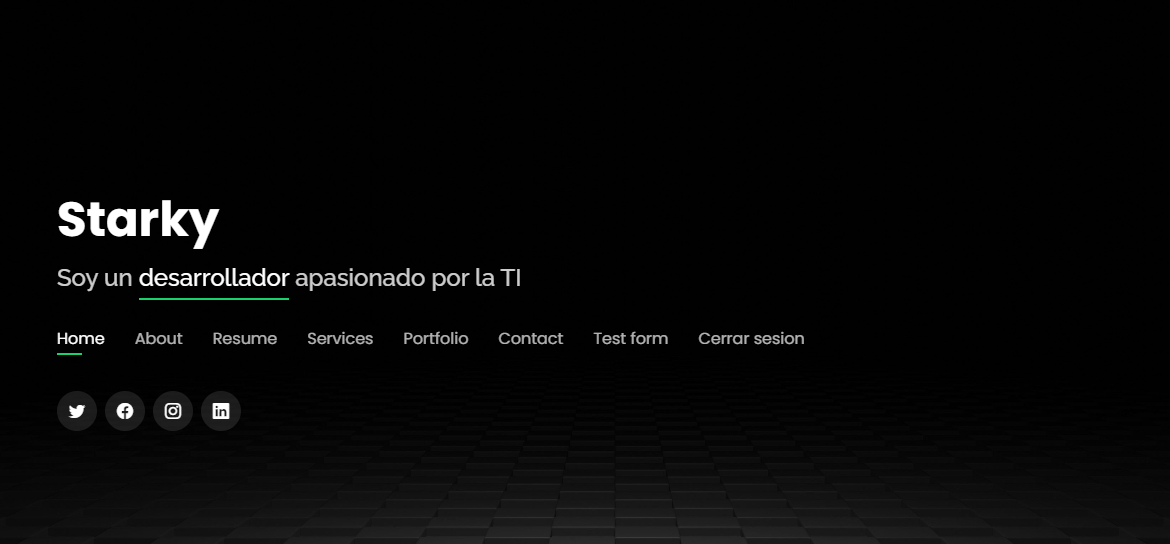 Starky
Soy un desarrollador apasionado por la TI
Home About Resume Services Portfolio Contact Test form Cerrar sesion